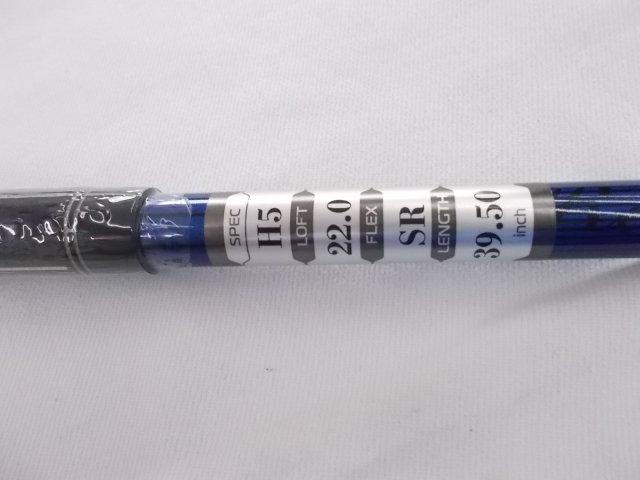 SPEC
H5
LOFT
22.0
FLEX
SR
LENGTH
39.50
inch